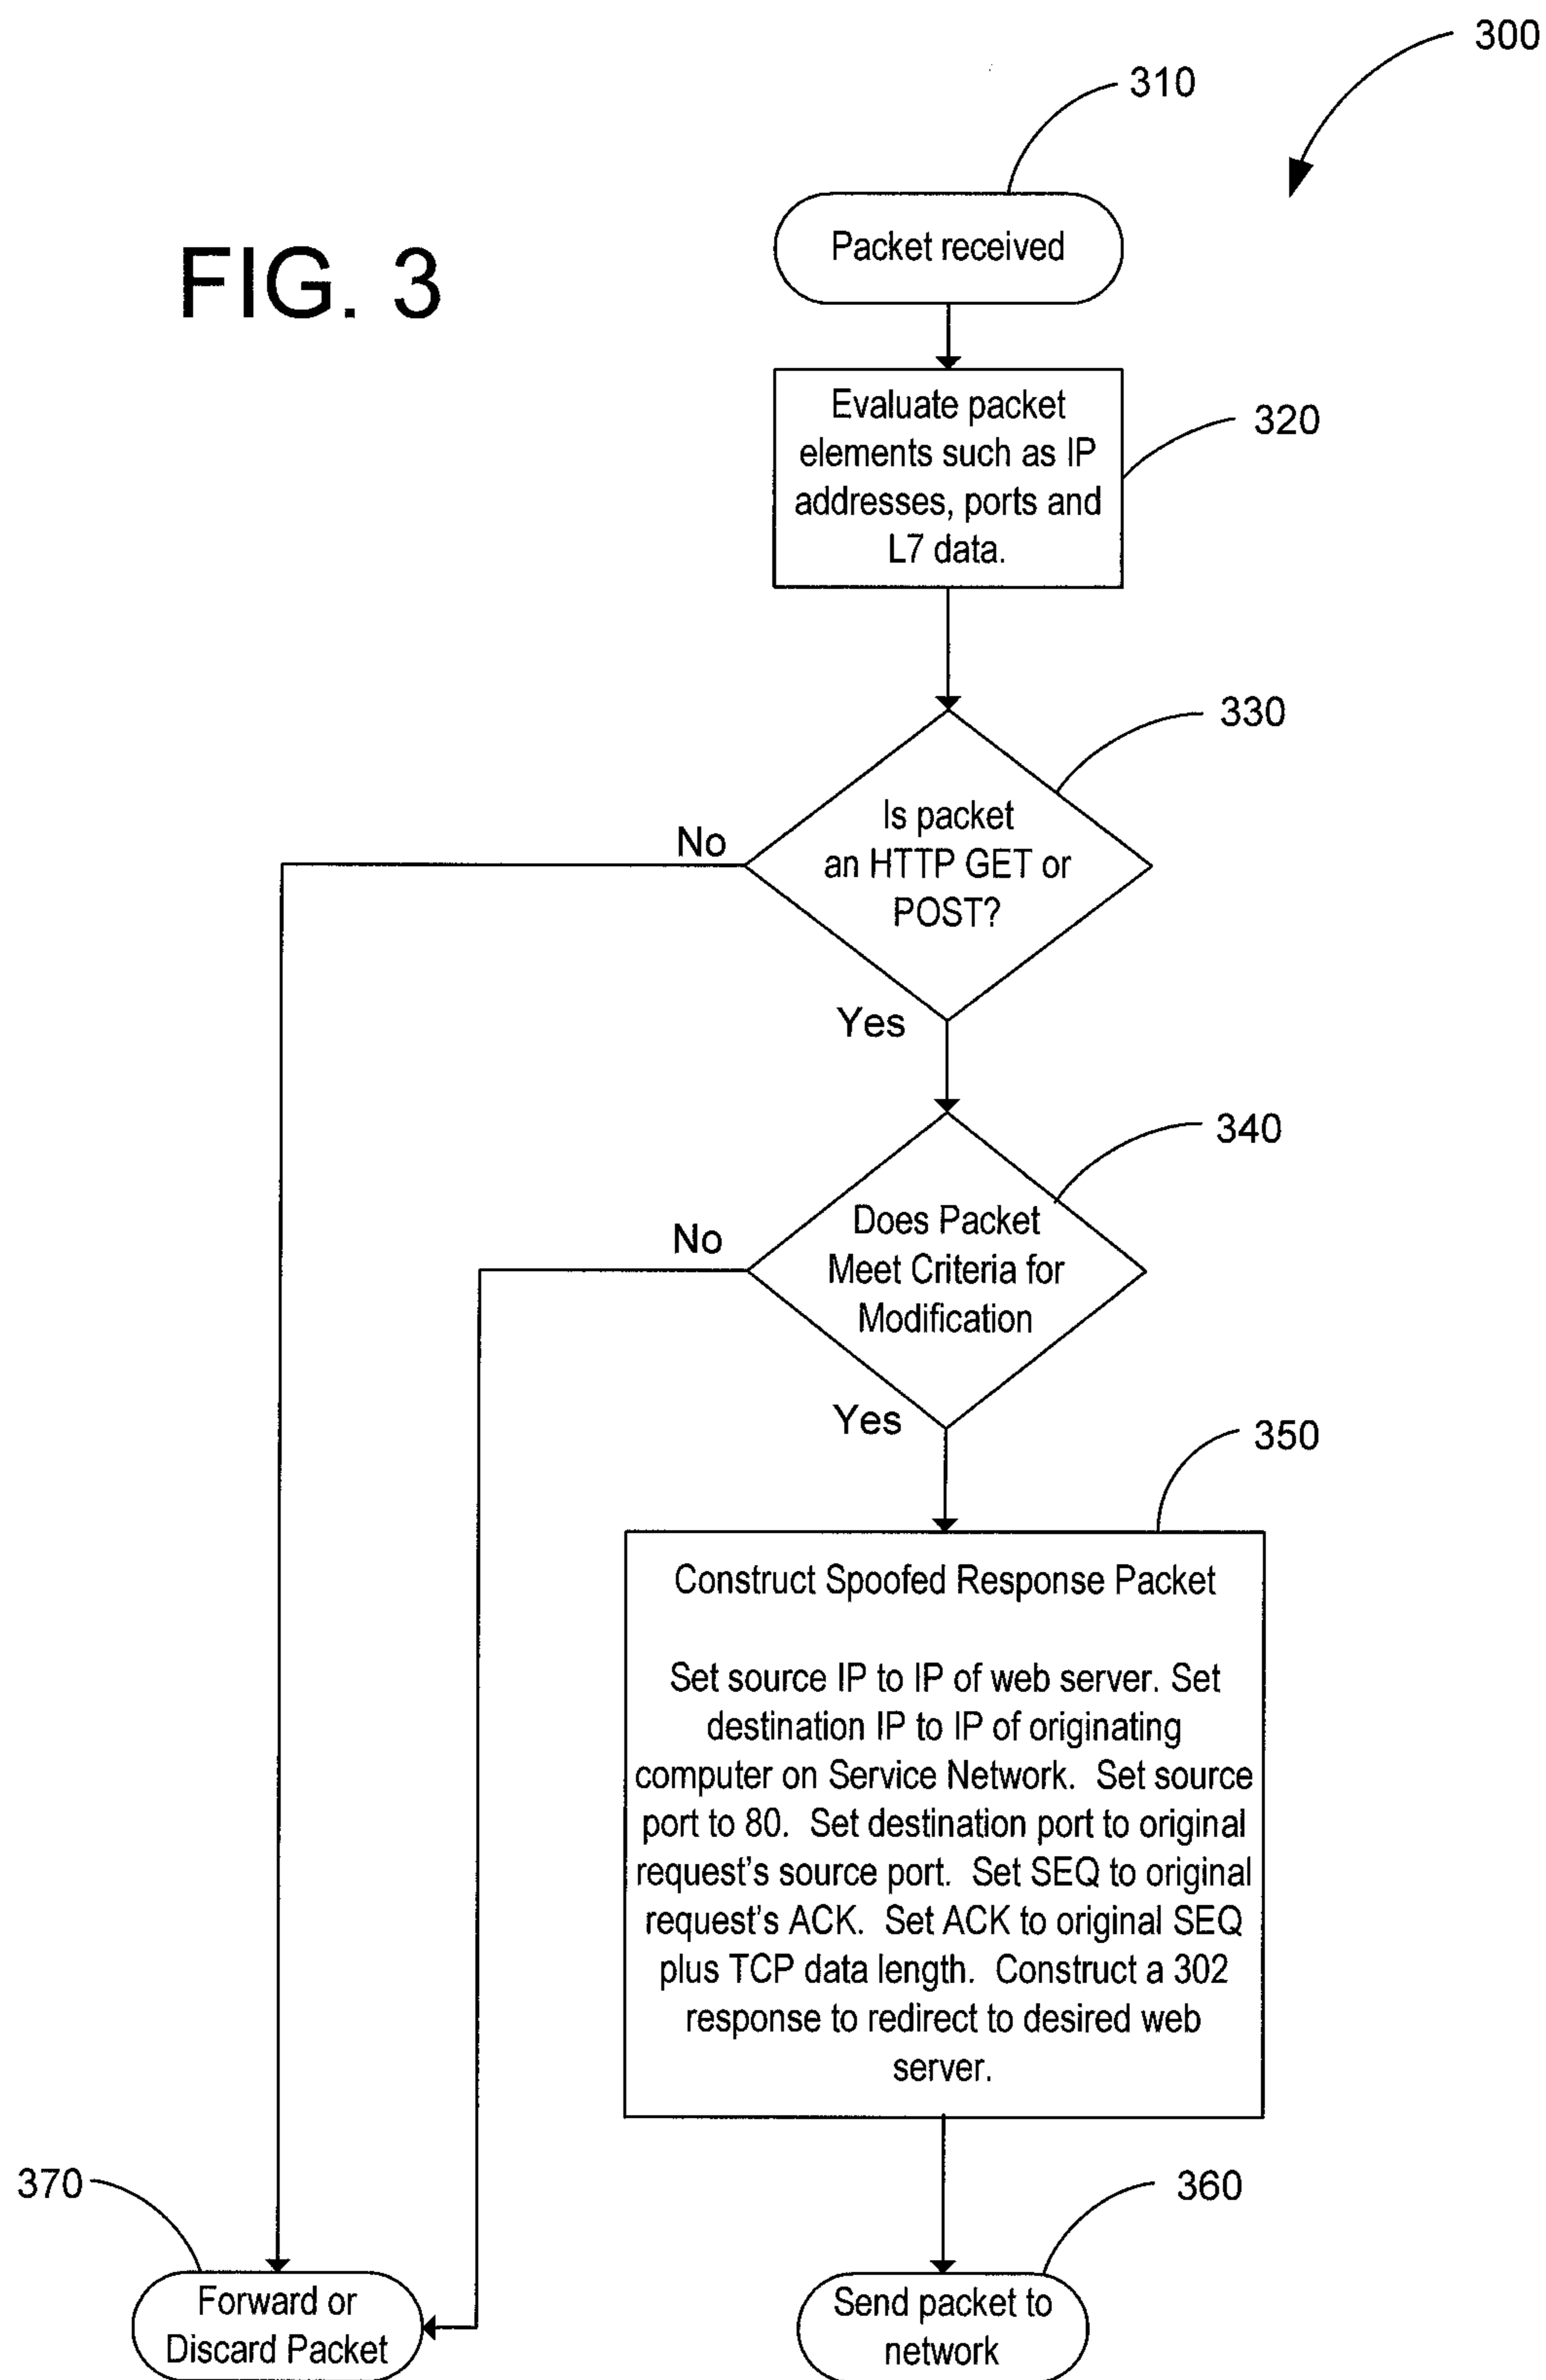 300
310
FIG. 3
Packet received
Evaluate packet
elements such as IP
addresses, ports and
L7 data.
320
330
Is packet
an HTTP GET or
POST?
No
Yes
340
Does Packet
Meet Criteria for
Modification
No
Yes
350
Construct Spoofed Response Packet
Set source IP to IP of web server. Set
destination IP to IP of originating
computer on Service Network.  Set source
port to 80.  Set destination port to original
request's source port.  Set SEQ to original
request's ACK.  Set ACK to original SEQ
plus TCP data length.  Construct a 302
response to redirect to desired web
server.
370
360
Forward or
Discard Packet
Send packet to
network